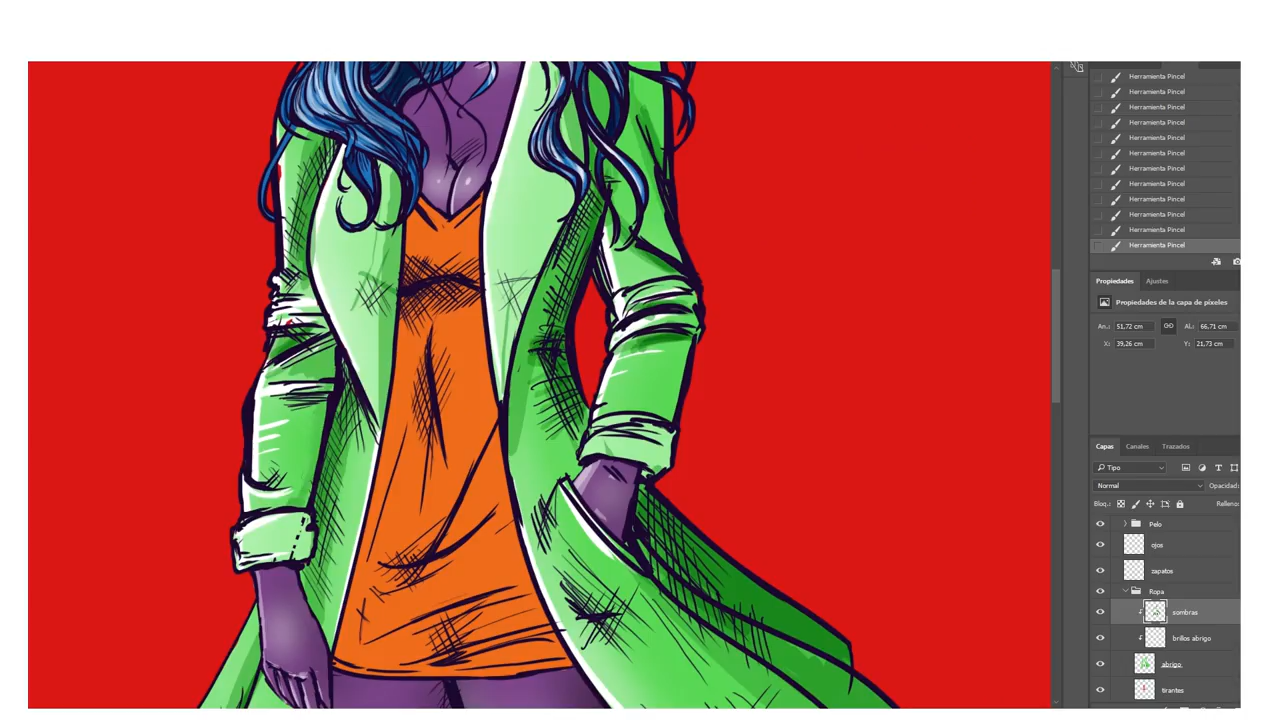 Herramienta Pincel
Herramienta Pincel
Herramienta Pincel
Herramienta Pincel
Herramienta Pincel
Herramienta Pincel
Herramienta Pincel
Herramienta Pincel
Herramienta Pincel
Herramienta Pincel
Herramienta Pincel
Herramienta Pincel
Propiedades Ajustes
Propiedades de la capa de píxeles
An.: 51,72 cm Al.: 66,71 cm
X: 39,26 cm Y: 21,73 cm
Capas Canales Trazados
Tipo
Normal Opacidad:
Bloq.: Relleno:
Pelo
ojos
zapatos
Ropa
sombras
brillos abrigo
abrigo
tirantes